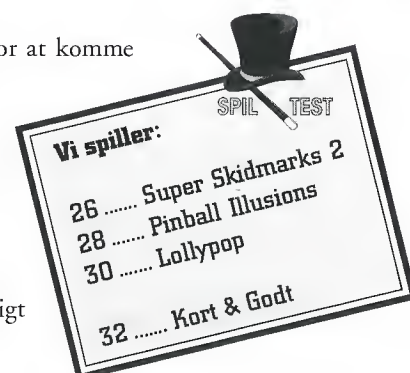 or at komme
SPIL TEST
Vi spiller:
26 ...... Super Skidmarks 2
28 ....... Pinball Illusions
30 ....... Lollypop
igt
32 ....... Kort & Godt